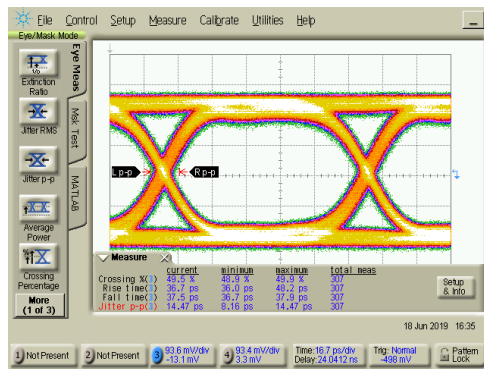 File Control Setup Measure Calibrate Utilities Help
Eye/Mask Mode
Extinction
Ratio
Jitter RMS
Jitter p-p
Average
Power
Crossing
Percentage
More
(1 of 3)
Eye Meas
Msk Test
MATLAB
L p-p
R p-p
Measure
current minimum maximum total meas
Crossing %(3) 49.5 % 48.9 % 49.9 % 307
Rise time(3) 36.7 ps 36.0 ps 48.2 ps 307
Fall time(3) 37.5 ps 36.7 ps 37.9 ps 307
Jitter p-p(3) 14.47 ps 8.16 ps 14.47 ps 307
Setup
& Info
18 Jun 2019 16:35
1 Not Present
2 Not Present
3 93.6 mV/div
-13.1 mV
4 93.4 mV/div
3.3 mV
Time:16.7 ps/div
Delay:24.0412 ns
Trig: Normal
-498 mV
Pattern
Lock